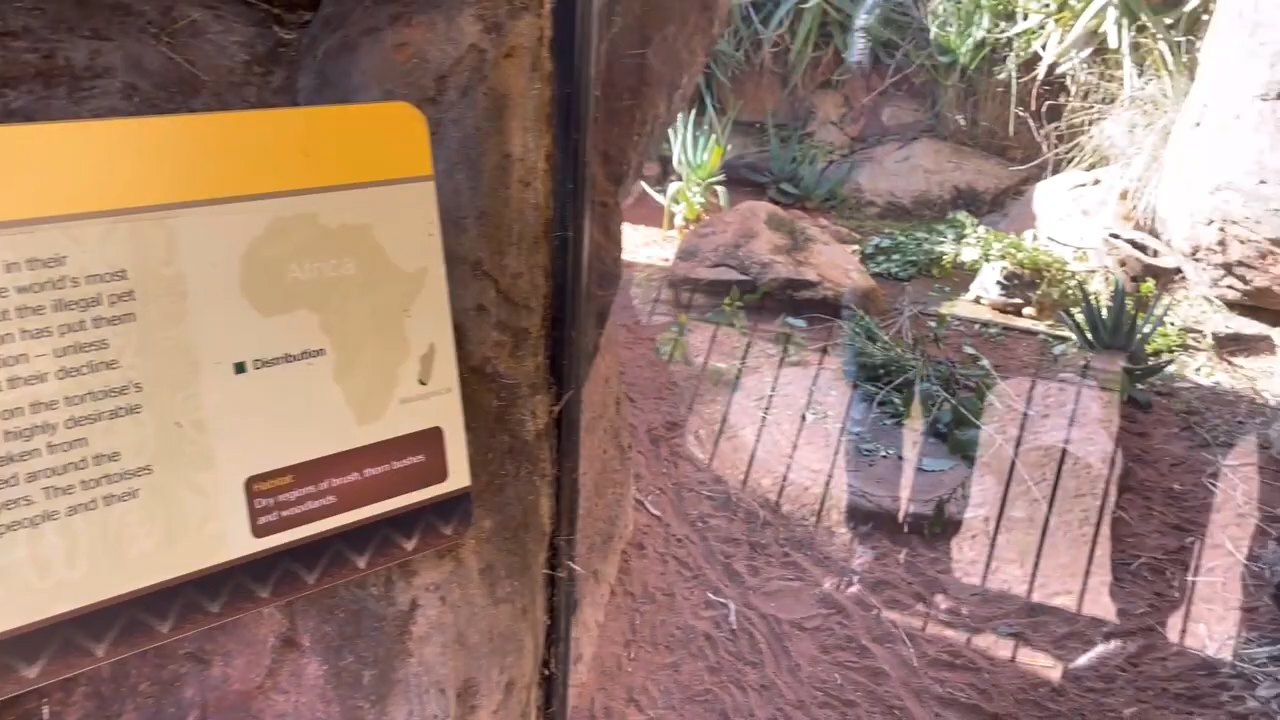 in their
e world's most
t the illegal pet
n has put them
tion – unless
t their decline.
on the tortoise's
highly desirable
aken from
ed around the
yers. The tortoises
people and their
Africa
Distribution
Habitat:
Dry regions of brush, thorn bushes
and woodlands